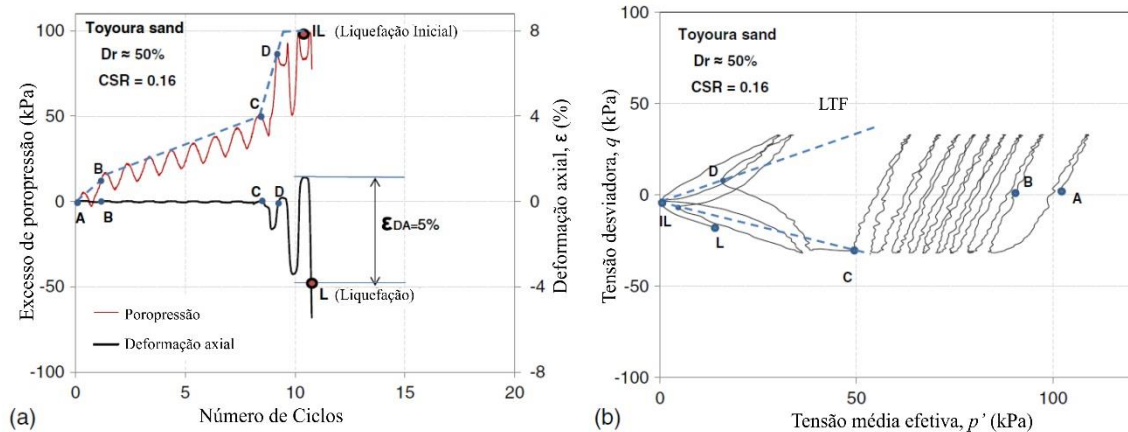 Toyoura sand
Dr ≈ 50%
CSR = 0.16
IL (Liquefação Inicial)
D
C
B
A
B
C
D
εDA=5%
L (Liquefação)
Poropressão
Deformação axial
100
50
0
-50
-100
8
4
0
-4
-8
0
5
10
15
20
Excesso de poropressão (kPa)
Deformação axial, ε (%)
Número de Ciclos
(a)
Toyoura sand
Dr ≈ 50%
CSR = 0.16
LTF
D
B
A
IL
L
C
100
50
0
-50
-100
0
50
100
Tensão desviadora, q (kPa)
Tensão média efetiva, p' (kPa)
(b)